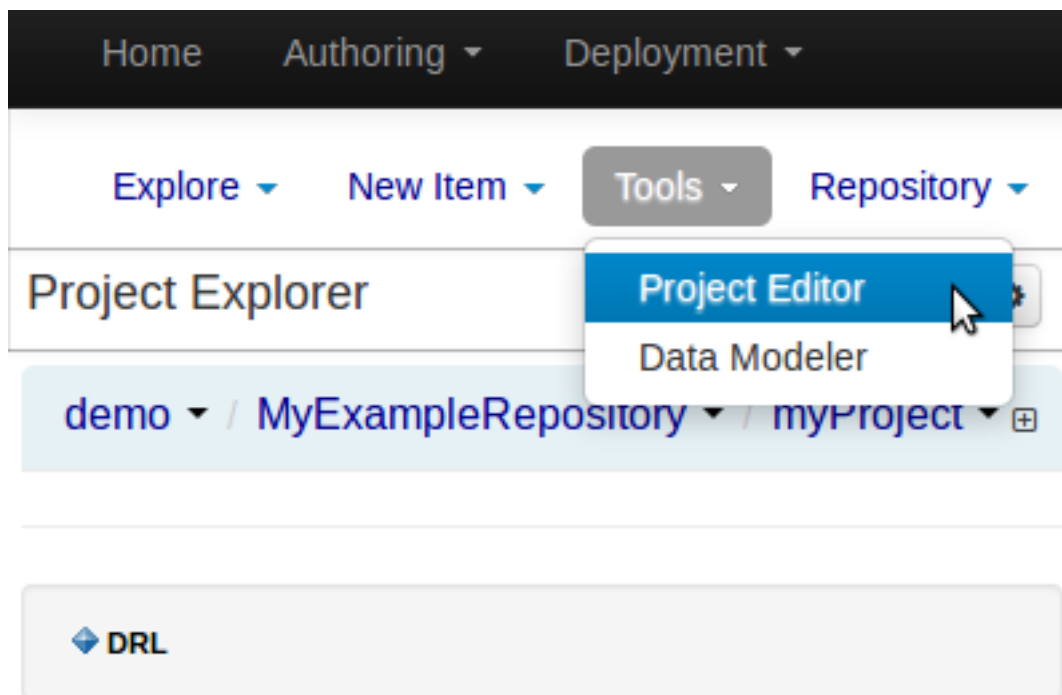 Home Authoring Deployment
Explore New Item Tools Repository
Project Explorer
Project Editor
Data Modeler
demo / MyExampleRepository / myProject
DRL